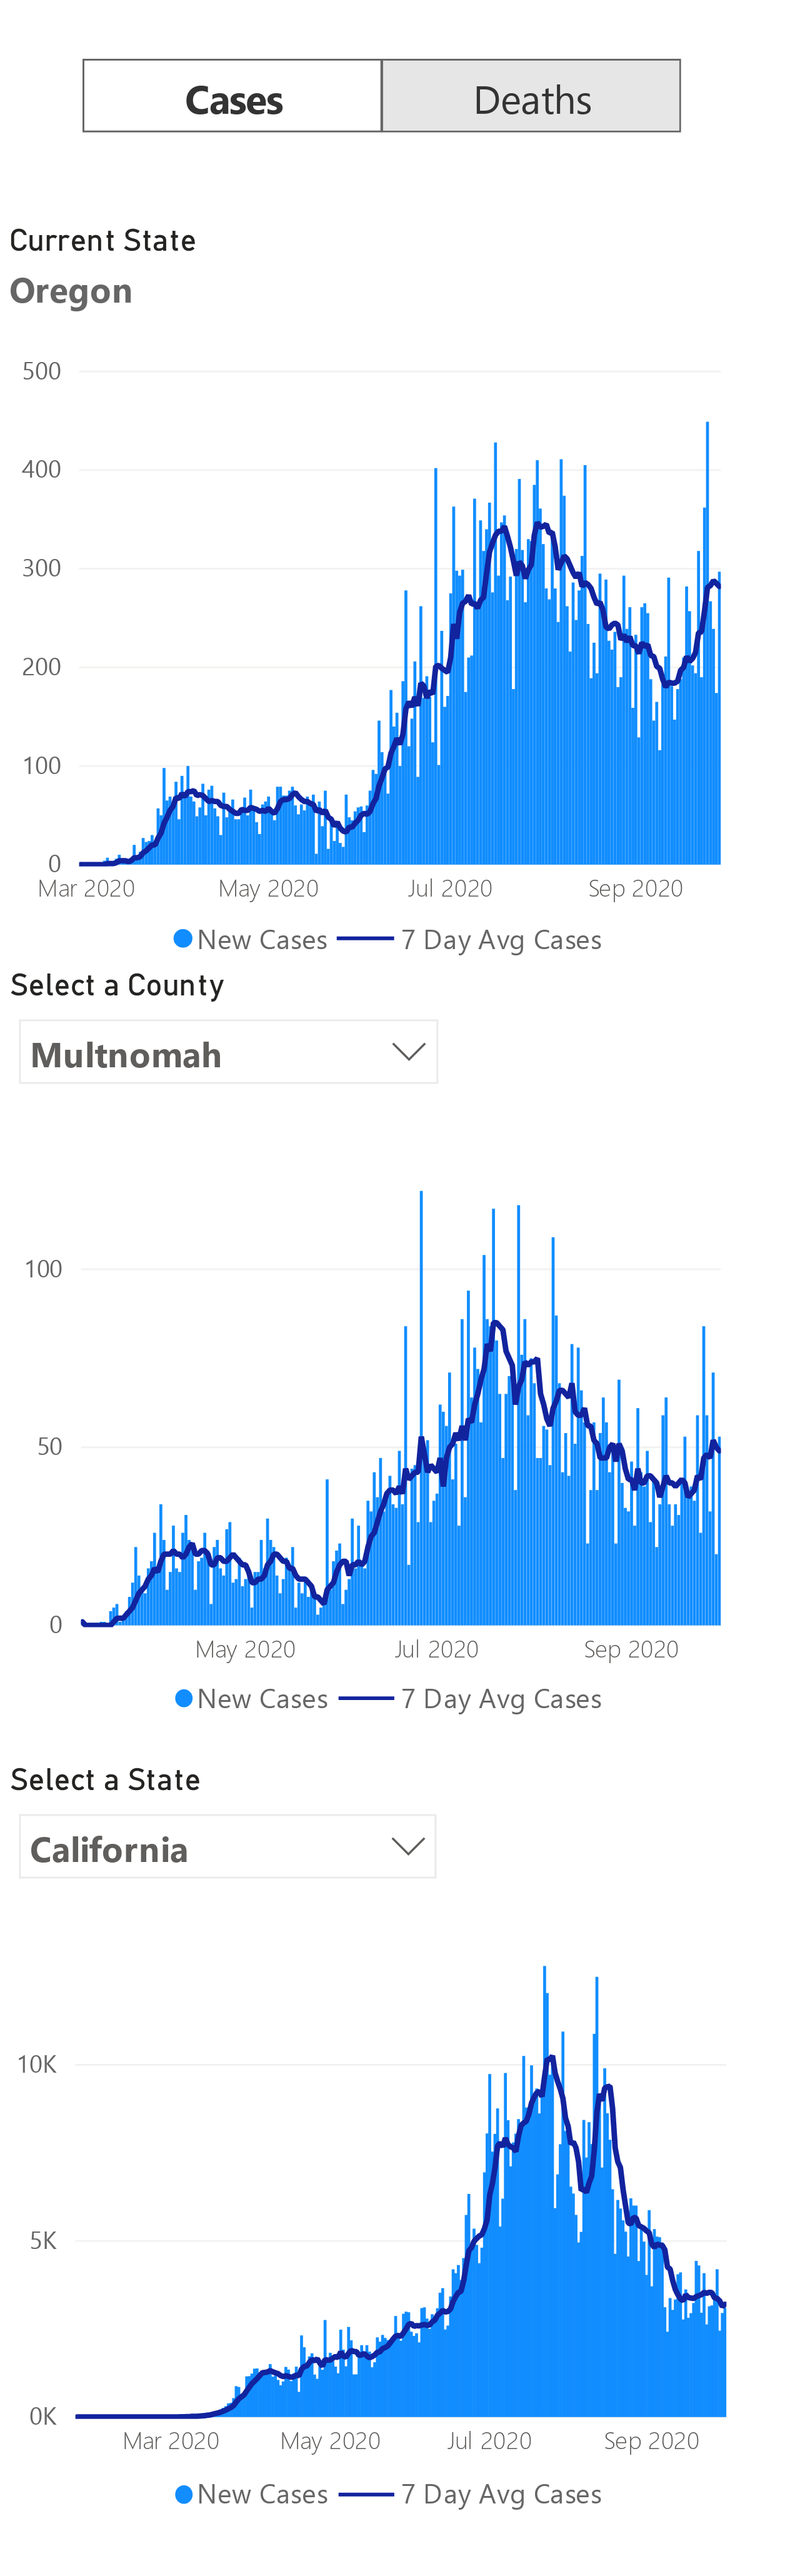 Cases Deaths
Current State
Oregon
500
400
300
200
100
0
Mar 2020 May 2020 Jul 2020 Sep 2020
New Cases 7 Day Avg Cases
Select a County
Multnomah
100
50
0
May 2020 Jul 2020 Sep 2020
New Cases 7 Day Avg Cases
Select a State
California
10K
5K
0K
Mar 2020 May 2020 Jul 2020 Sep 2020
New Cases 7 Day Avg Cases